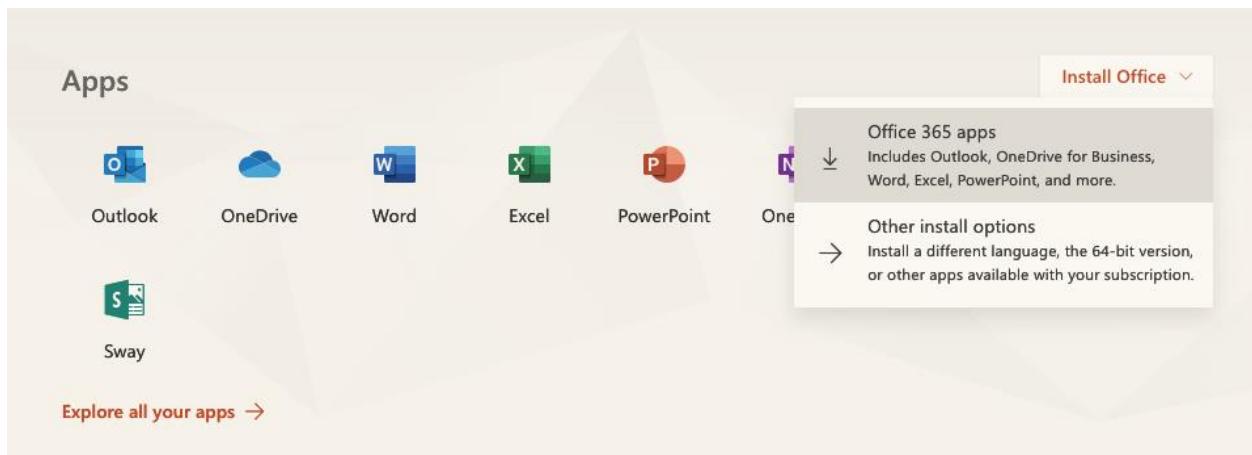 Apps
Install Office
Office 365 apps
Includes Outlook, OneDrive for Business,
Word, Excel, PowerPoint, and more.
Outlook
OneDrive
Word
Excel
PowerPoint
One
Other install options
Install a different language, the 64-bit version,
or other apps available with your subscription.
Sway
Explore all your apps